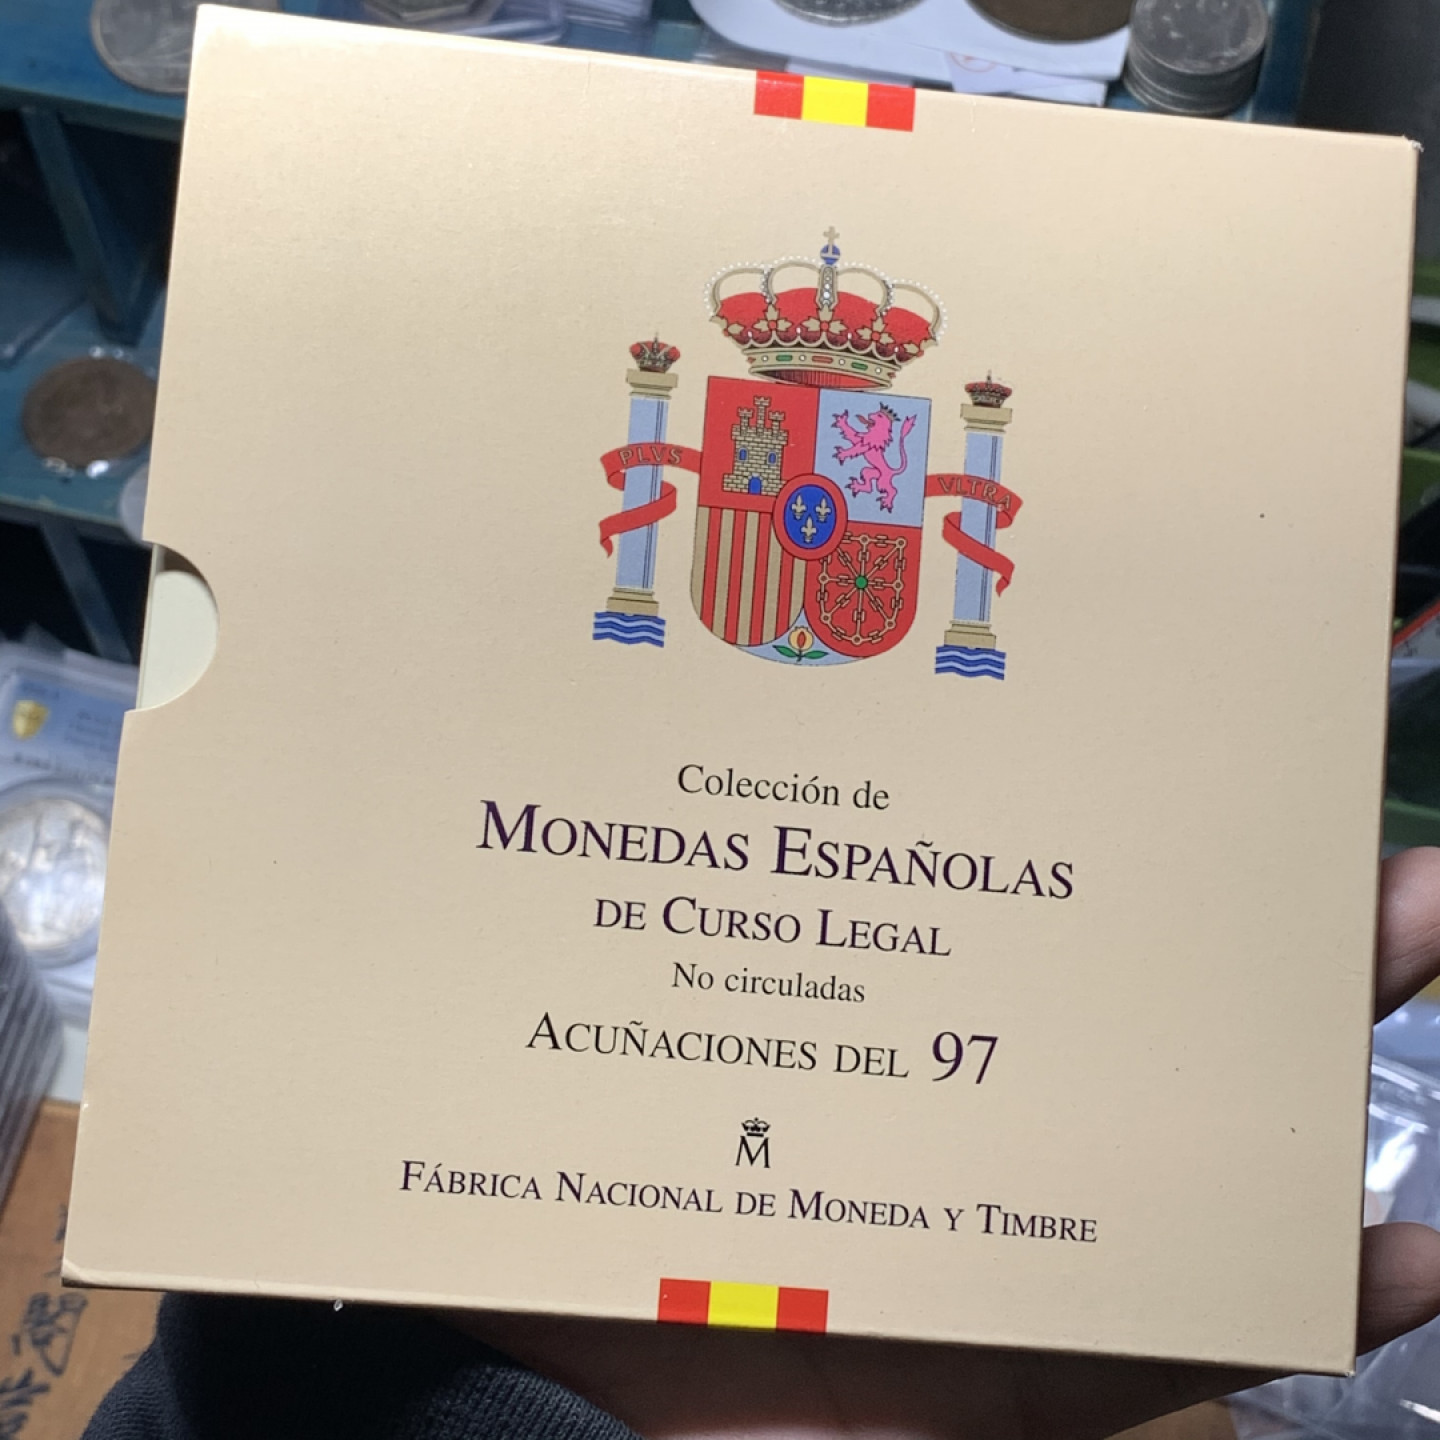 PLVS
VLTRA
Colección de
MONEDAS ESPAÑOLAS
DE CURSO LEGAL
No circuladas
ACUÑACIONES DEL 97
M
FÁBRICA NACIONAL DE MONEDA Y TIMBRE